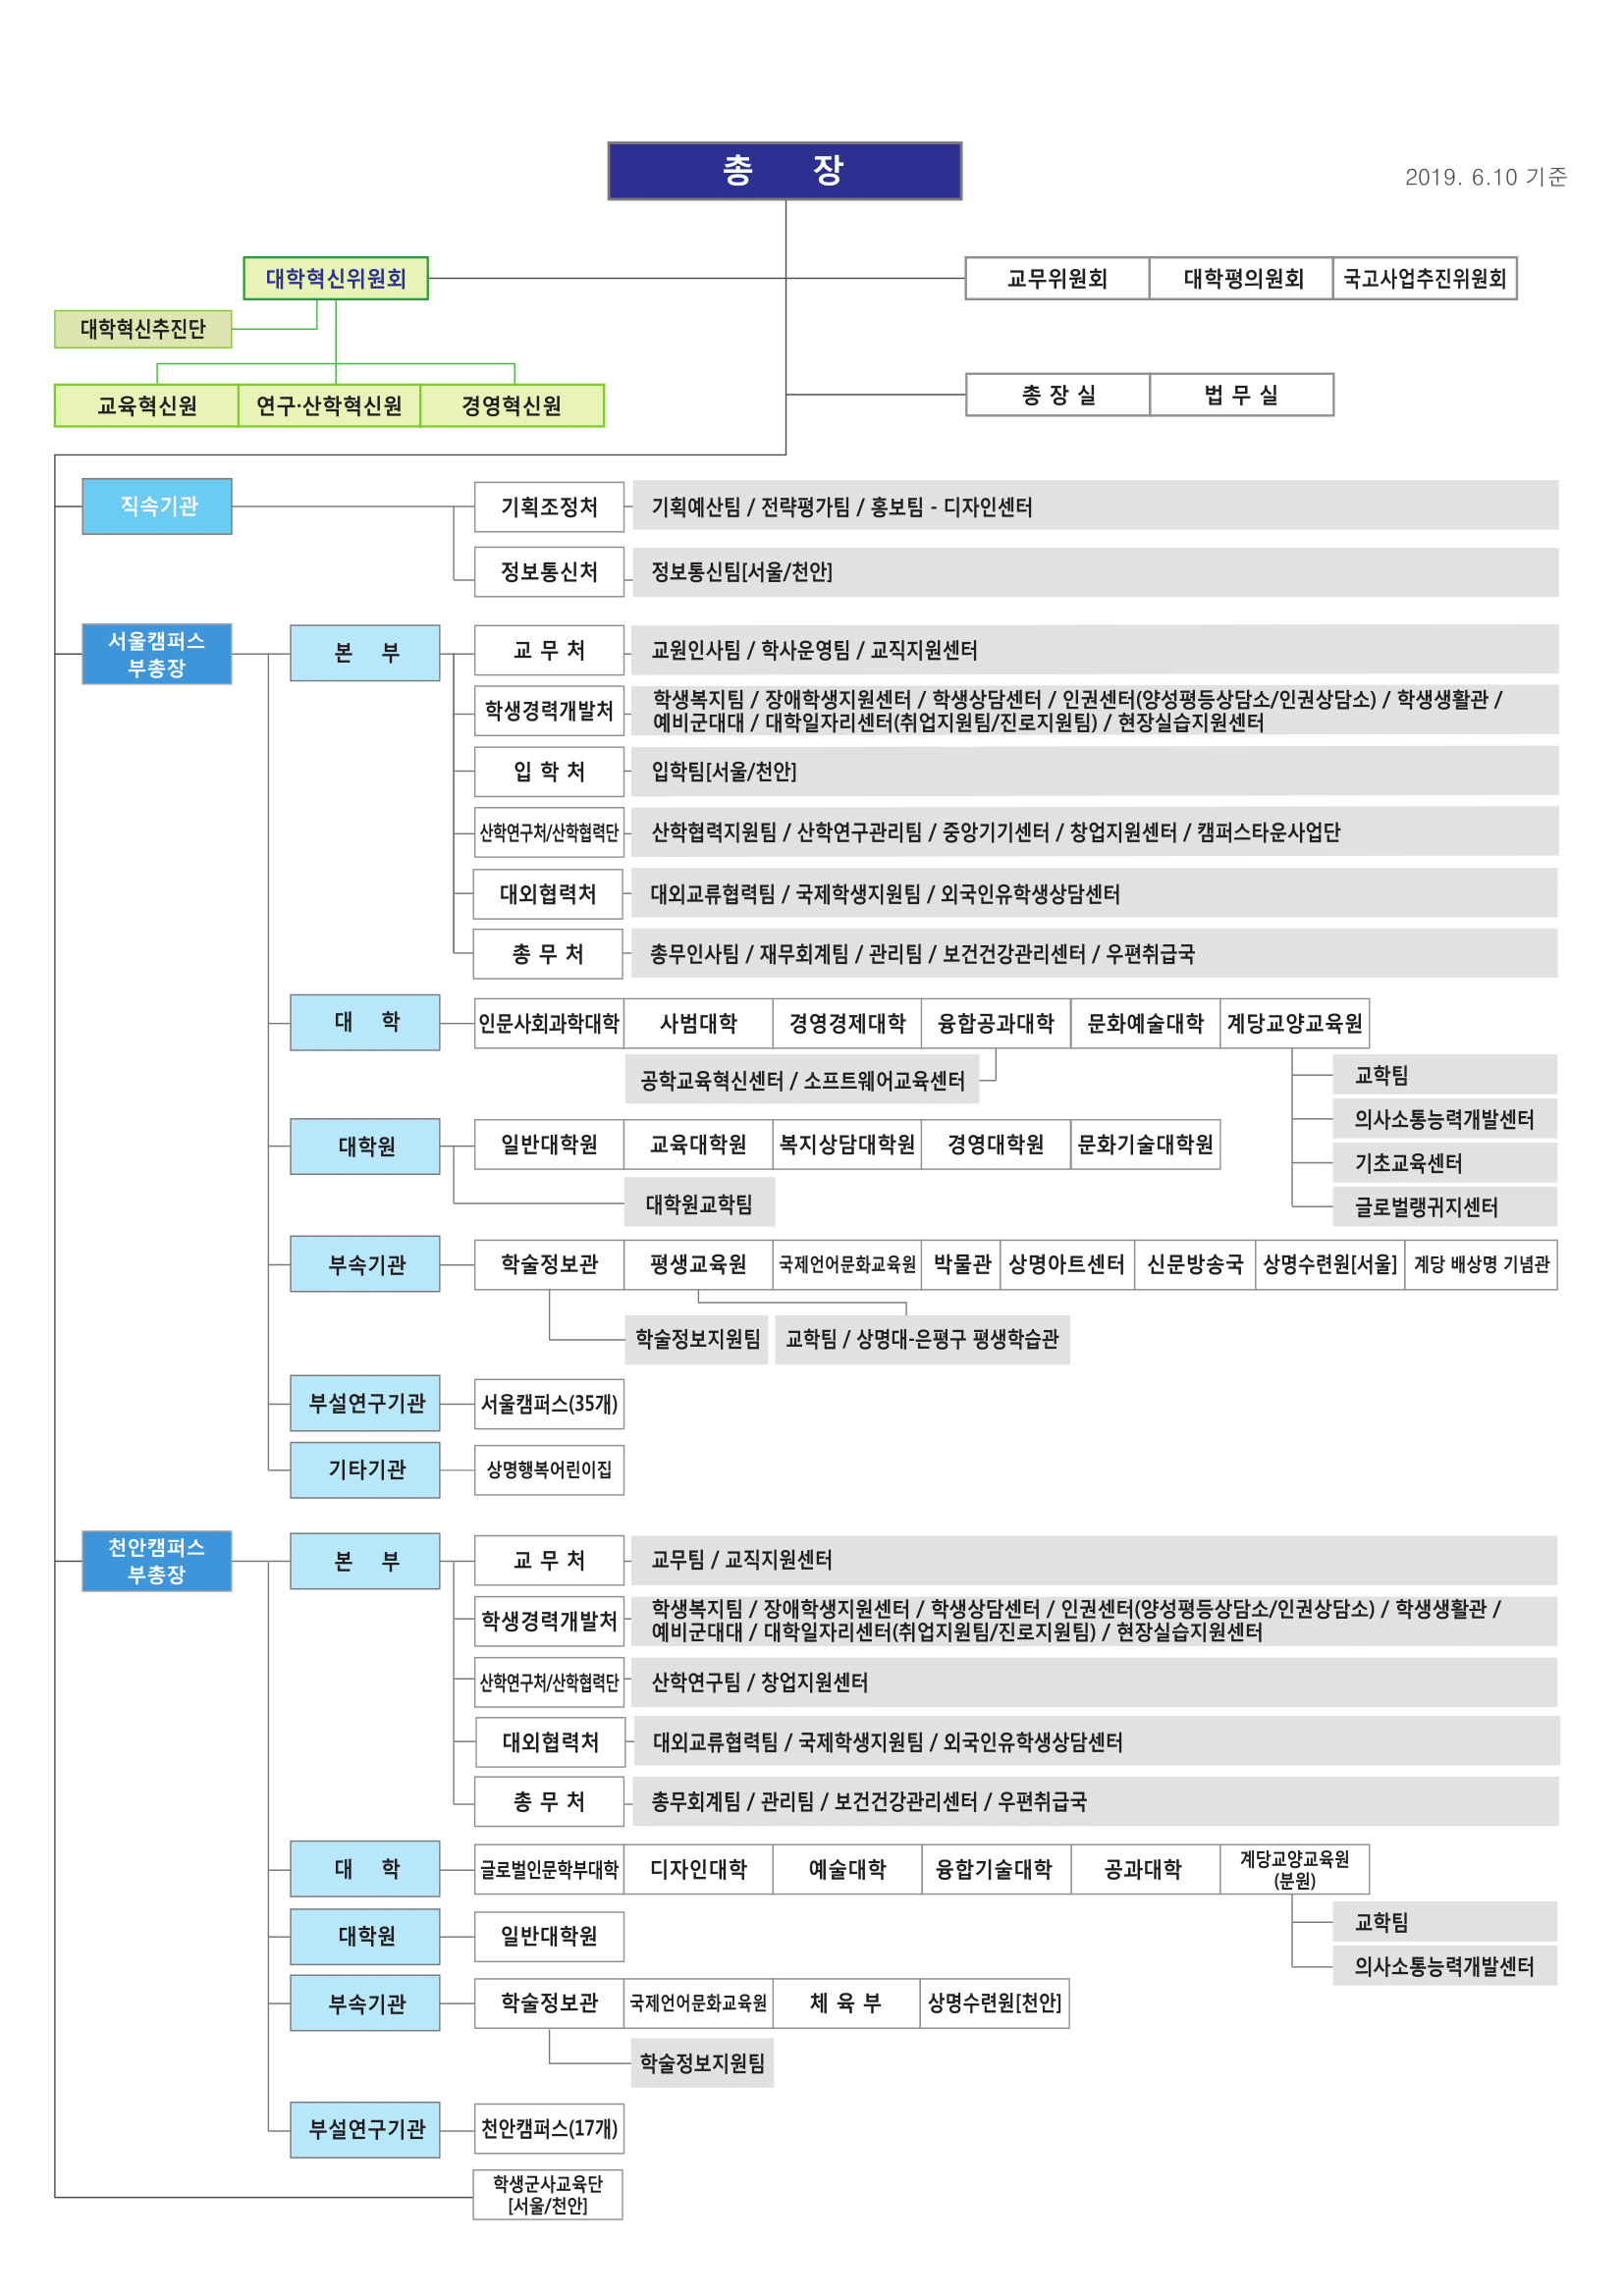 총 장
2019. 6.10 기준
대학혁신위원회
교무위원회
대학평의원회
국고사업추진위원회
대학혁신추진단
교육혁신원
연구·산학혁신원
경영혁신원
총 장 실
법 무 실
직속기관
기획조정처
기획예산팀 / 전략평가팀 / 홍보팀 - 디자인센터
정보통신처
정보통신팀[서울/천안]
서울캠퍼스
부총장
본 부
교 무 처
교원인사팀 / 학사운영팀 / 교직지원센터
학생경력개발처
학생복지팀 / 장애학생지원센터 / 학생상담센터 / 인권센터(양성평등상담소/인권상담소) / 학생생활관 /
예비군대대 / 대학일자리센터(취업지원팀/진로지원팀) / 현장실습지원센터
입 학 처
입학팀[서울/천안]
산학연구처/산학협력단
산학협력지원팀 / 산학연구관리팀 / 중앙기기센터 / 창업지원센터 / 캠퍼스타운사업단
대외협력처
대외교류협력팀 / 국제학생지원팀 / 외국인유학생상담센터
총 무 처
총무인사팀 / 재무회계팀 / 관리팀 / 보건건강관리센터 / 우편취급국
대 학
인문사회과학대학
사범대학
경영경제대학
융합공과대학
문화예술대학
계당교양교육원
공학교육혁신센터 / 소프트웨어교육센터
교학팀
의사소통능력개발센터
기초교육센터
글로벌랭귀지센터
대학원
일반대학원
교육대학원
복지상담대학원
경영대학원
문화기술대학원
대학원교학팀
부속기관
학술정보관
평생교육원
국제언어문화교육원
박물관
상명아트센터
신문방송국
상명수련원[서울]
계당 배상명 기념관
학술정보지원팀
교학팀 / 상명대-은평구 평생학습관
부설연구기관
서울캠퍼스(35개)
기타기관
상명행복어린이집
천안캠퍼스
부총장
본 부
교 무 처
교무팀 / 교직지원센터
학생경력개발처
학생복지팀 / 장애학생지원센터 / 학생상담센터 / 인권센터(양성평등상담소/인권상담소) / 학생생활관 /
예비군대대 / 대학일자리센터(취업지원팀/진로지원팀) / 현장실습지원센터
산학연구처/산학협력단
산학연구팀 / 창업지원센터
대외협력처
대외교류협력팀 / 국제학생지원팀 / 외국인유학생상담센터
총 무 처
총무회계팀 / 관리팀 / 보건건강관리센터 / 우편취급국
대 학
글로벌인문학부대학
디자인대학
예술대학
융합기술대학
공과대학
계당교양교육원
(분원)
교학팀
의사소통능력개발센터
대학원
일반대학원
부속기관
학술정보관
국제언어문화교육원
체 육 부
상명수련원[천안]
학술정보지원팀
부설연구기관
천안캠퍼스(17개)
학생군사교육단
[서울/천안]